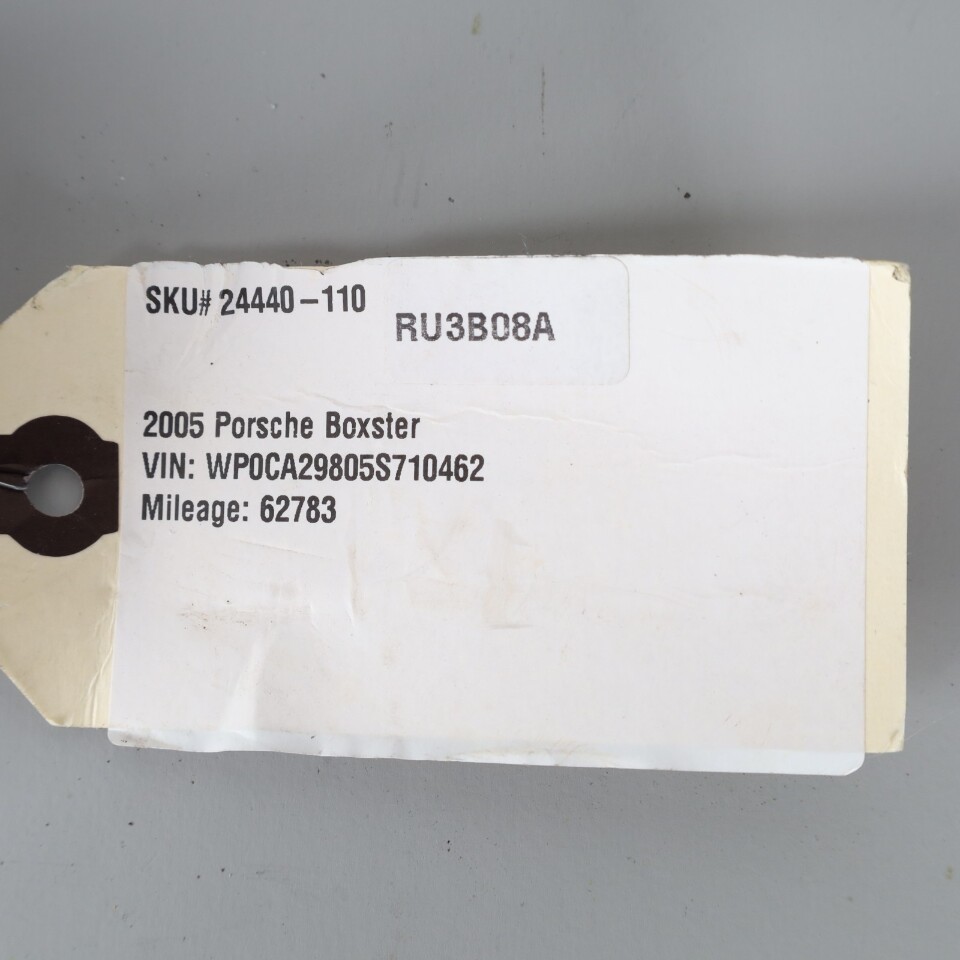 SKU# 24440-110
RU3B08A
2005 Porsche Boxster
VIN: WP0CA29805S710462
Mileage: 62783